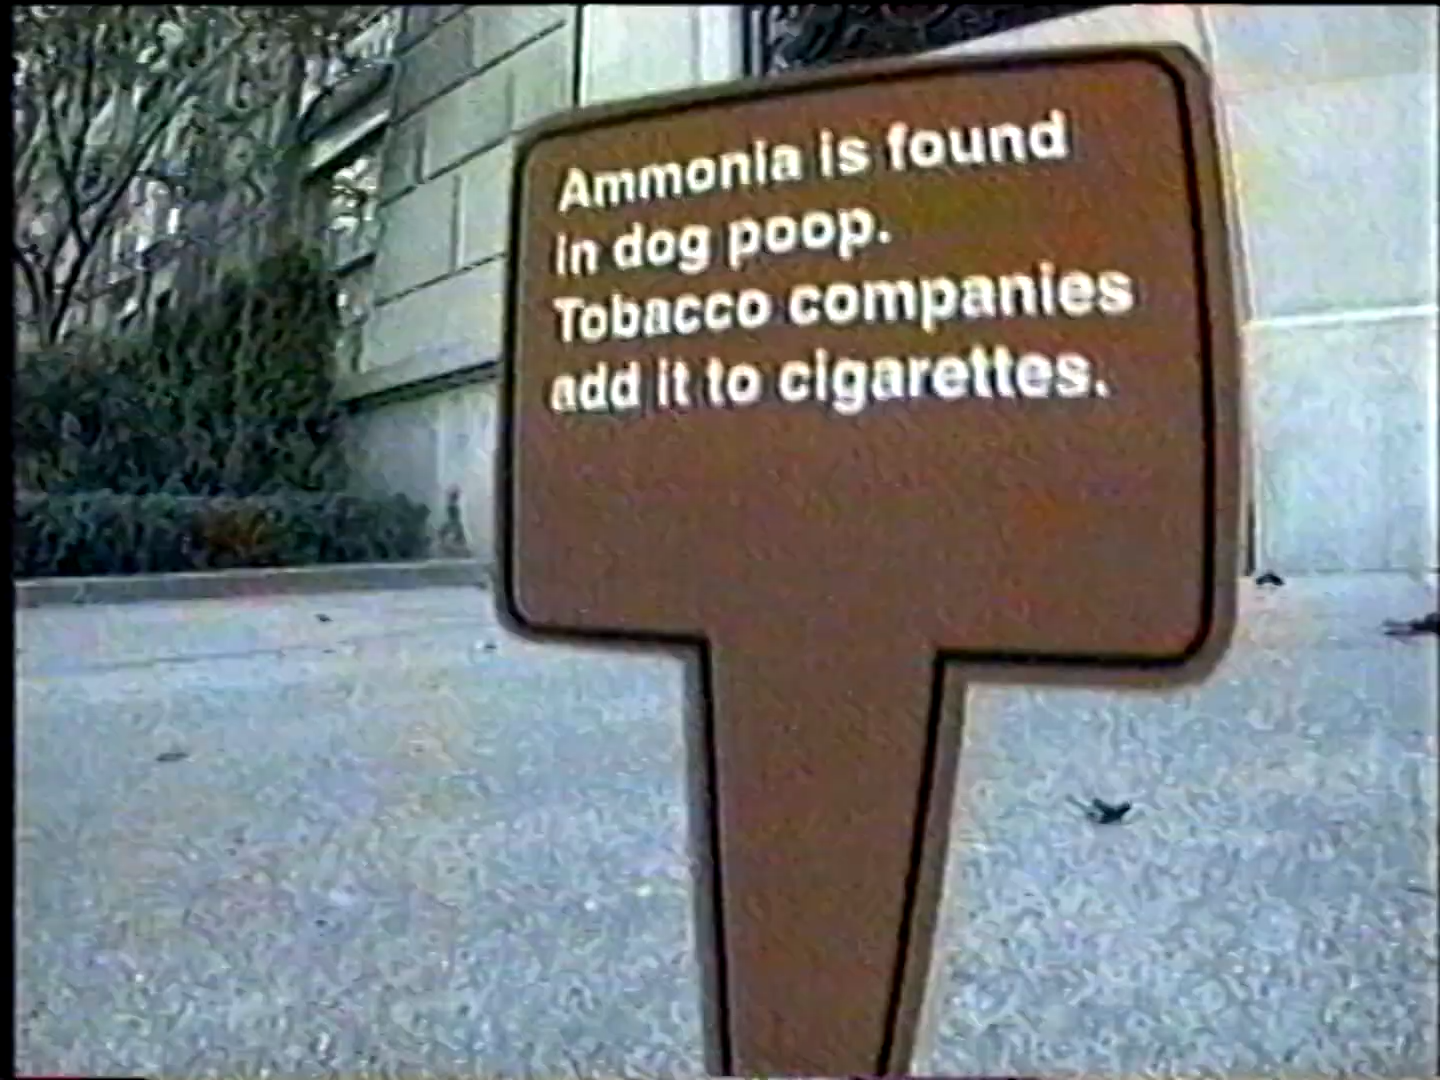 Ammonia is found
in dog poop.
Tobacco companies
add it to cigarettes.